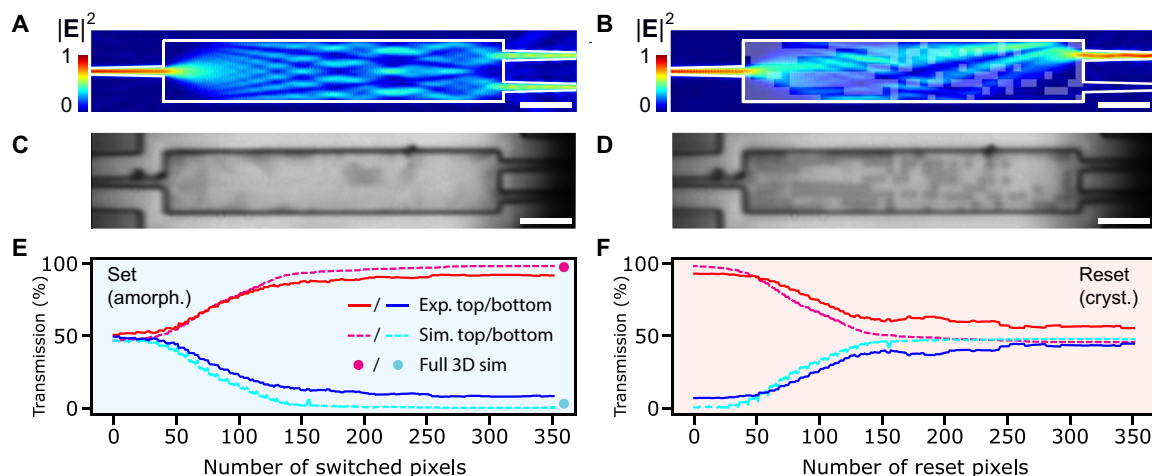 A
|E|²
1
0
B
|E|²
1
0
C
D
E
Transmission (%)
100
50
0
Set
(amorph.)
/ Exp. top/bottom
/ Sim. top/bottom
/ Full 3D sim
0 50 100 150 200 250 300 350
Number of switched pixels
F
Transmission (%)
100
50
0
Reset
(cryst.)
0 50 100 150 200 250 300 350
Number of reset pixels